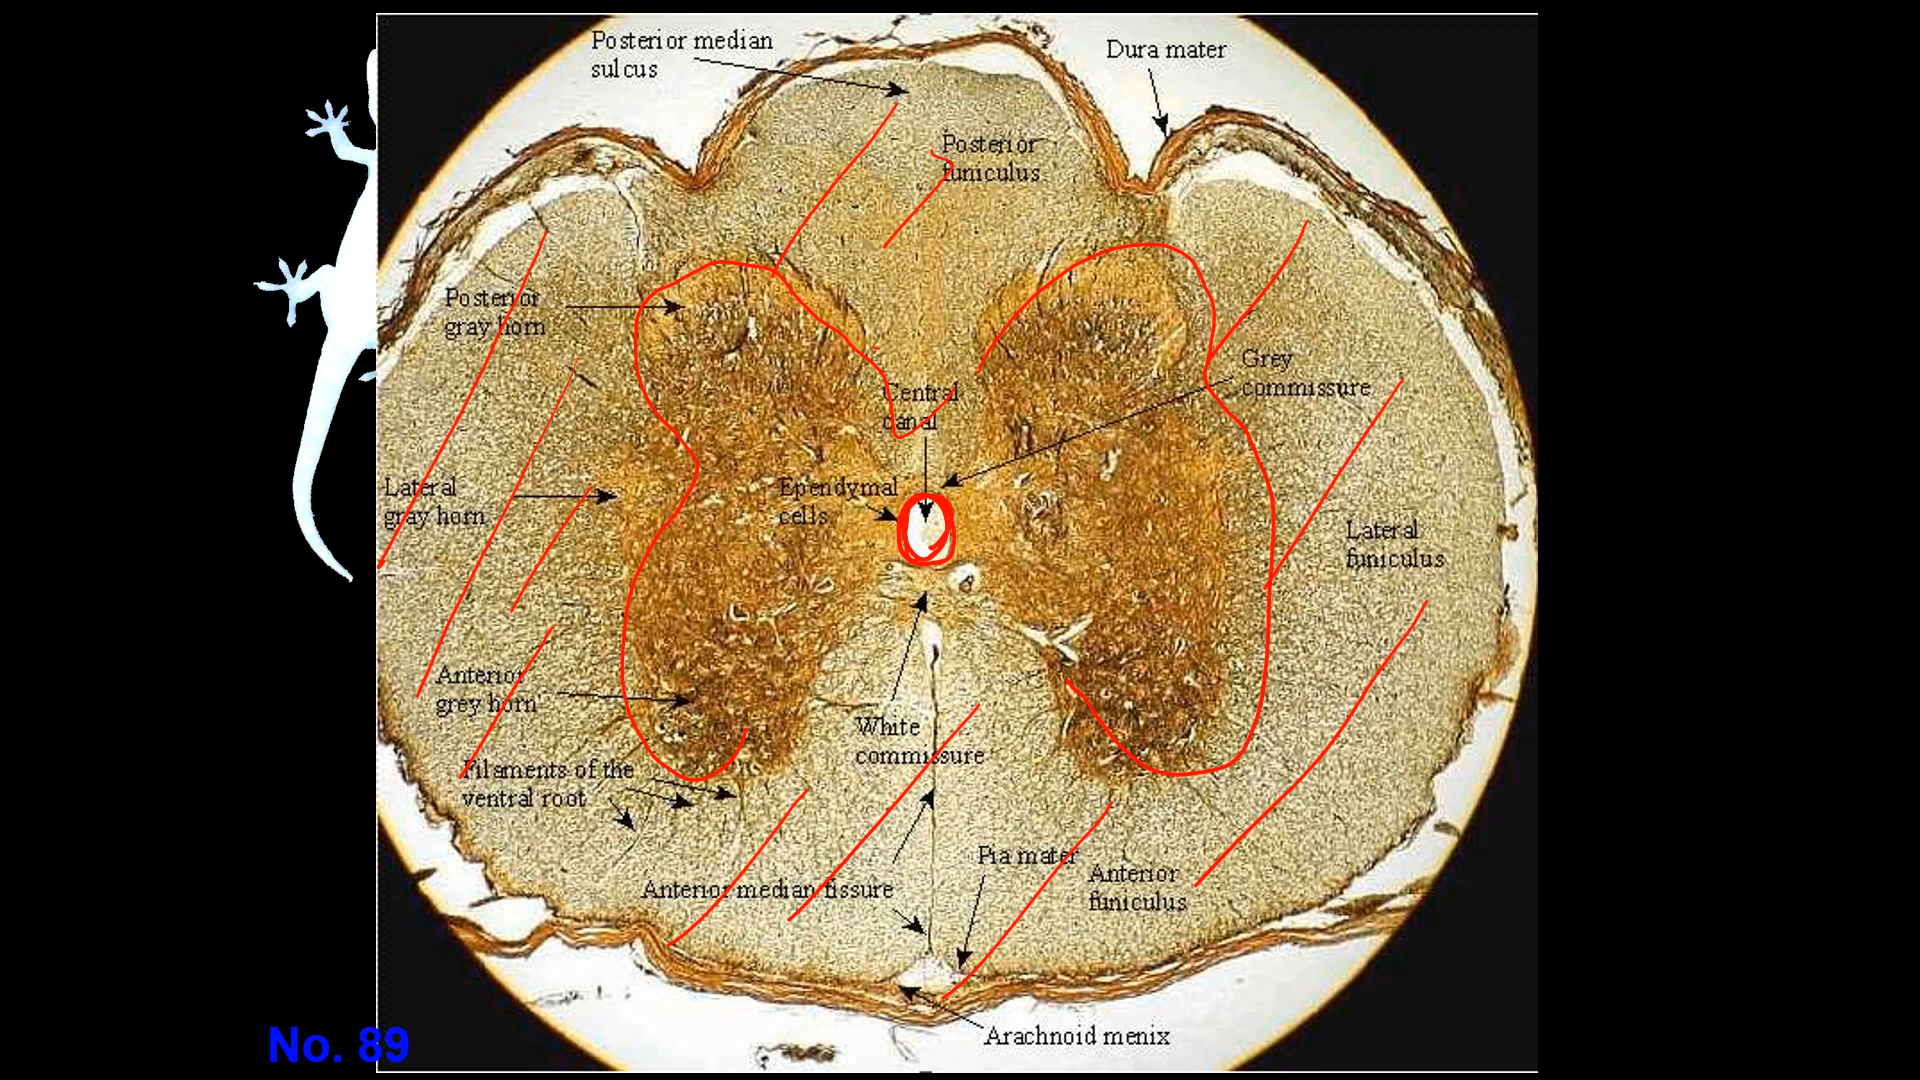 Posterior median
sulcus
Dura mater
Posterior
funiculus
Posterior
gray horn
Grey
commissure
Central
canal
Lateral
gray horn
Ependymal
cells
Lateral
funiculus
Anterior
grey horn
White
commissure
Filaments of the
ventral root
Pia mater
Anterior
funiculus
Anterior median fissure
Arachnoid menix
No. 89